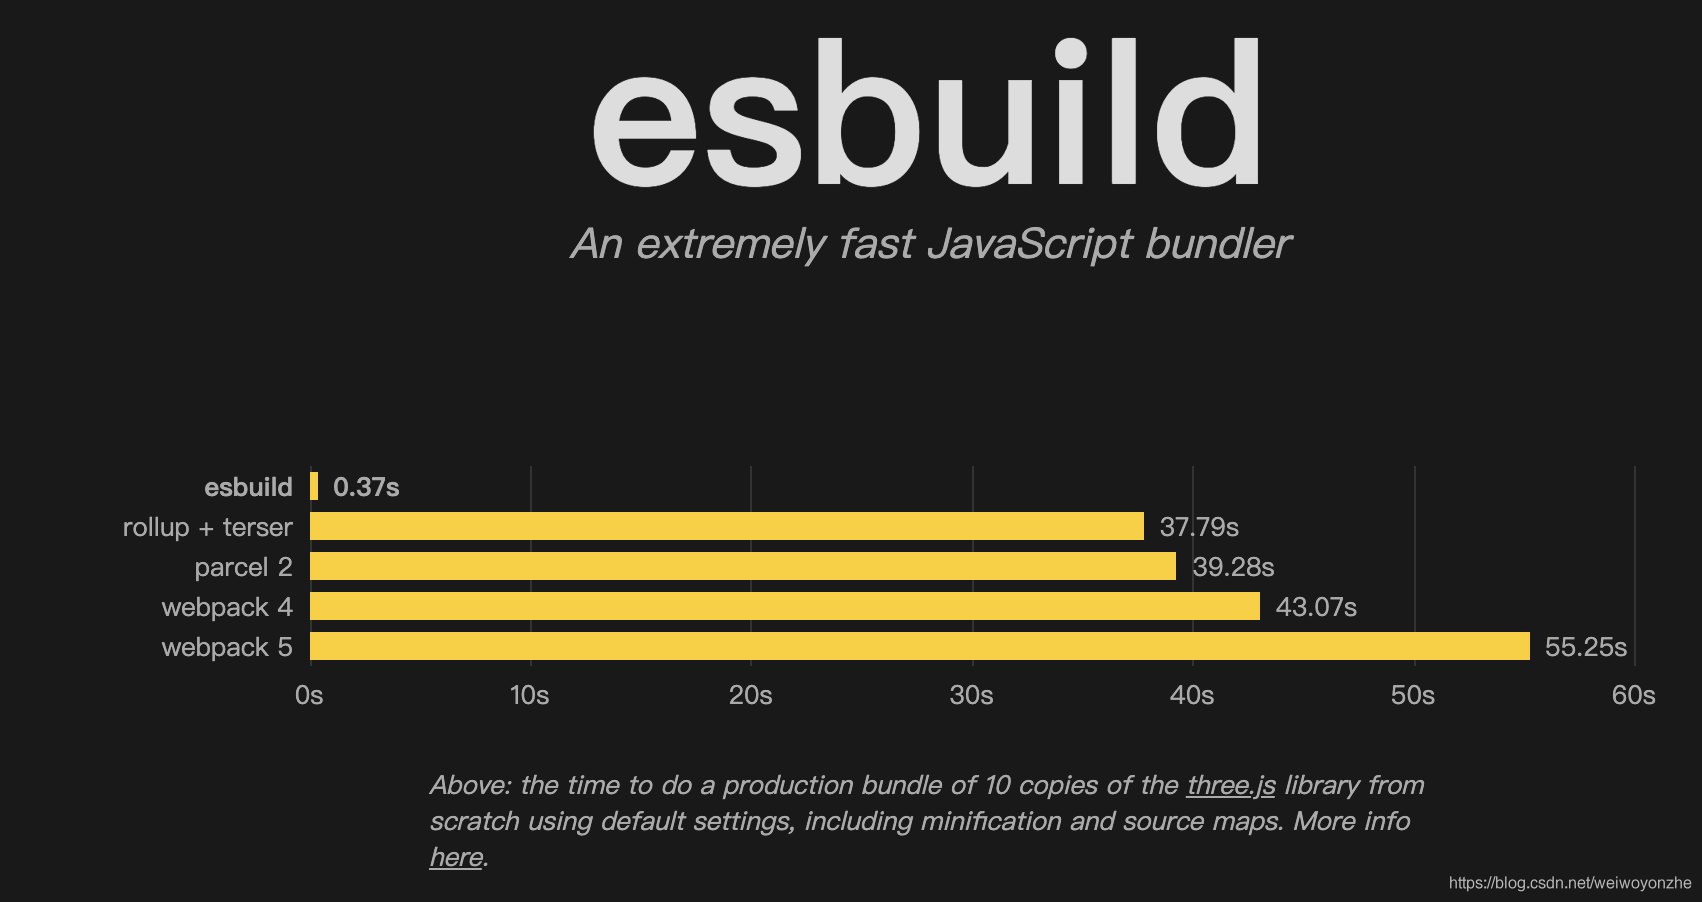 esbuild
An extremely fast JavaScript bundler
esbuild 0.37s
rollup + terser 37.79s
parcel 2 39.28s
webpack 4 43.07s
webpack 5 55.25s
0s 10s 20s 30s 40s 50s 60s
Above: the time to do a production bundle of 10 copies of the three.js library from
scratch using default settings, including minification and source maps. More info
here.
https://blog.csdn.net/weiwoyonzhe